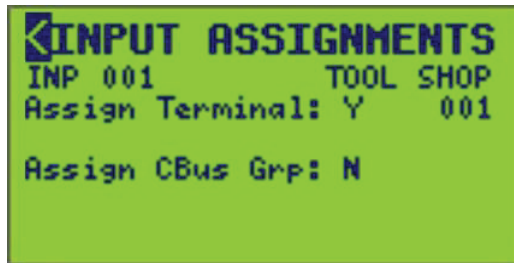 <INPUT ASSIGNMENTS
INP 001 TOOL SHOP
Assign Terminal: Y 001
Assign CBus Grp: N